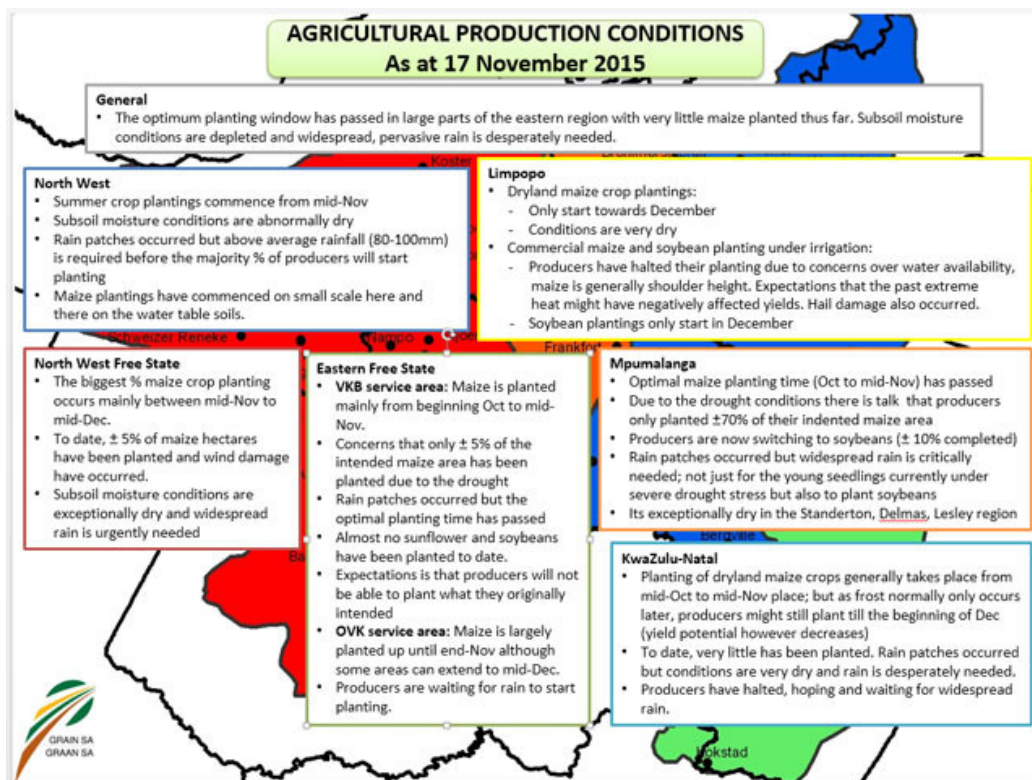 AGRICULTURAL PRODUCTION CONDITIONS
As at 17 November 2015
General
• The optimum planting window has passed in large parts of the eastern region with very little maize planted thus far. Subsoil moisture
conditions are depleted and widespread, pervasive rain is desperately needed.
Koster
North West
• Summer crop plantings commence from mid-Nov
• Subsoil moisture conditions are abnormally dry
• Rain patches occurred but above average rainfall (80-100mm)
is required before the majority % of producers will start
planting
• Maize plantings have commenced on small scale here and
there on the water table soils.
Limpopo
• Dryland maize crop plantings:
- Only start towards December
- Conditions are very dry
• Commercial maize and soybean planting under irrigation:
- Producers have halted their planting due to concerns over water availability,
maize is generally shoulder height. Expectations that the past extreme
heat might have negatively affected yields. Hail damage also occurred.
- Soybean plantings only start in December
Schweizer Reneke
Frankfort
North West Free State
• The biggest % maize crop planting
occurs mainly between mid-Nov to
mid-Dec.
• To date, ± 5% of maize hectares
have been planted and wind damage
have occurred.
• Subsoil moisture conditions are
exceptionally dry and widespread
rain is urgently needed
Eastern Free State
• VKB service area: Maize is planted
mainly from beginning Oct to mid-
Nov.
• Concerns that only ± 5% of the
intended maize area has been
planted due to the drought
• Rain patches occurred but the
optimal planting time has passed
• Almost no sunflower and soybeans
have been planted to date.
• Expectations is that producers will not
be able to plant what they originally
intended
• OVK service area: Maize is largely
planted up until end-Nov although
some areas can extend to mid-Dec.
• Producers are waiting for rain to start
planting.
Mpumalanga
• Optimal maize planting time (Oct to mid-Nov) has passed
• Due to the drought conditions there is talk that producers
only planted ±70% of their indented maize area
• Producers are now switching to soybeans (± 10% completed)
• Rain patches occurred but widespread rain is critically
needed; not just for the young seedlings currently under
severe drought stress but also to plant soybeans
• Its exceptionally dry in the Standerton, Delmas, Lesley region
Bergville
KwaZulu-Natal
• Planting of dryland maize crops generally takes place from
mid-Oct to mid-Nov place; but as frost normally only occurs
later, producers might still plant till the beginning of Dec
(yield potential however decreases)
• To date, very little has been planted. Rain patches occurred
but conditions are very dry and rain is desperately needed.
• Producers have halted, hoping and waiting for widespread
rain.
GRAIN SA
GRAAN SA
Kokstad